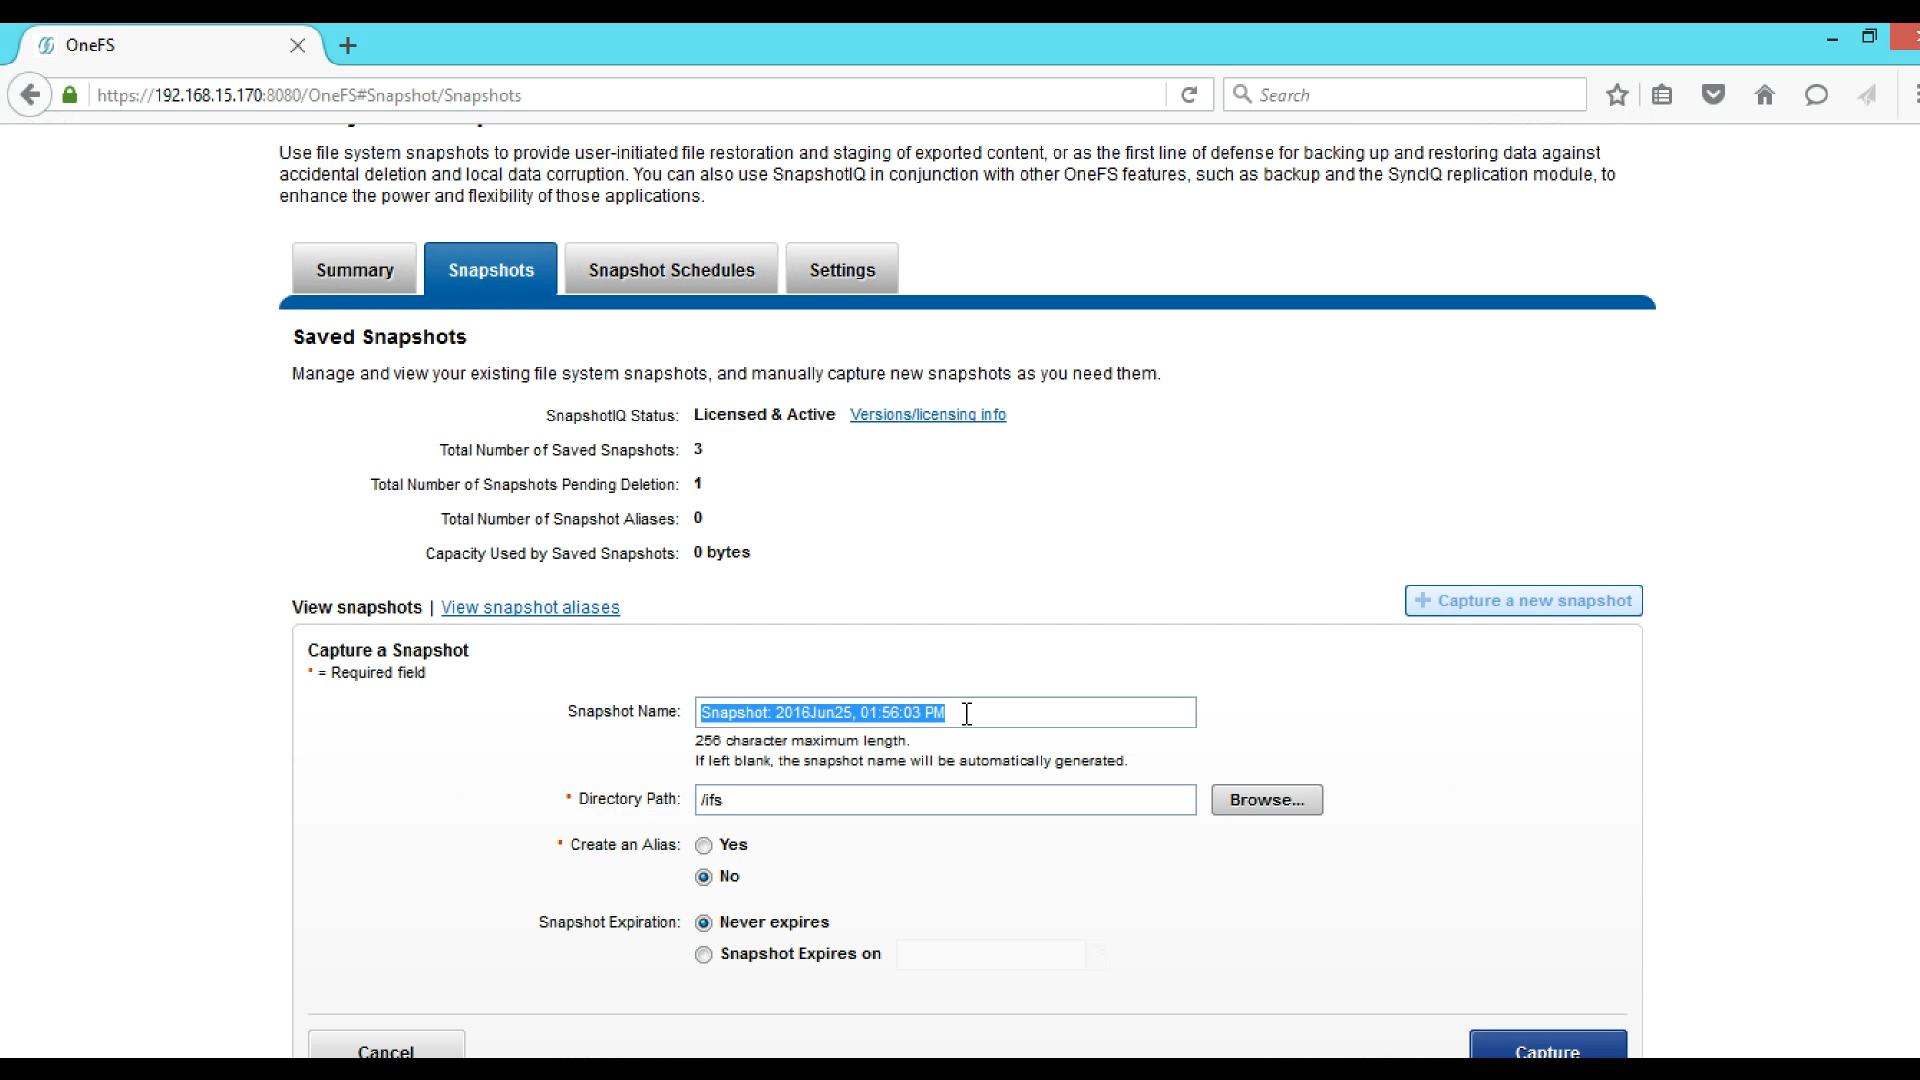 OneFS
https://192.168.15.170:8080/OneFS#Snapshot/Snapshots
Search
Use file system snapshots to provide user-initiated file restoration and staging of exported content, or as the first line of defense for backing up and restoring data against
accidental deletion and local data corruption. You can also use SnapshotIQ in conjunction with other OneFS features, such as backup and the SyncIQ replication module, to
enhance the power and flexibility of those applications.
Summary Snapshots Snapshot Schedules Settings
Saved Snapshots
Manage and view your existing file system snapshots, and manually capture new snapshots as you need them.
SnapshotIQ Status: Licensed & Active Versions/licensing info
Total Number of Saved Snapshots: 3
Total Number of Snapshots Pending Deletion: 1
Total Number of Snapshot Aliases: 0
Capacity Used by Saved Snapshots: 0 bytes
View snapshots | View snapshot aliases
+ Capture a new snapshot
Capture a Snapshot
* = Required field
Snapshot Name: Snapshot: 2016Jun25, 01:56:03 PM
256 character maximum length.
If left blank, the snapshot name will be automatically generated.
* Directory Path: /ifs Browse...
* Create an Alias: Yes
No
Snapshot Expiration: Never expires
Snapshot Expires on
Cancel Capture